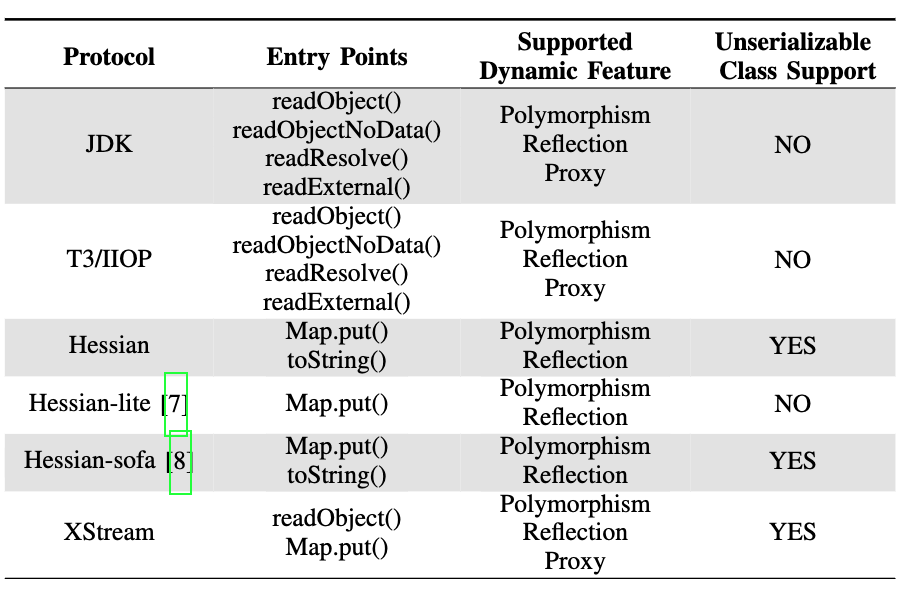 Protocol Entry Points Supported Dynamic Feature Unserializable Class Support
JDK readObject() readObjectNoData() readResolve() readExternal() Polymorphism Reflection Proxy NO
T3/IIOP readObject() readObjectNoData() readResolve() readExternal() Polymorphism Reflection Proxy NO
Hessian Map.put() toString() Polymorphism Reflection YES
Hessian-lite [7] Map.put() Polymorphism Reflection NO
Hessian-sofa [8] Map.put() toString() Polymorphism Reflection YES
XStream readObject() Map.put() Polymorphism Reflection Proxy YES